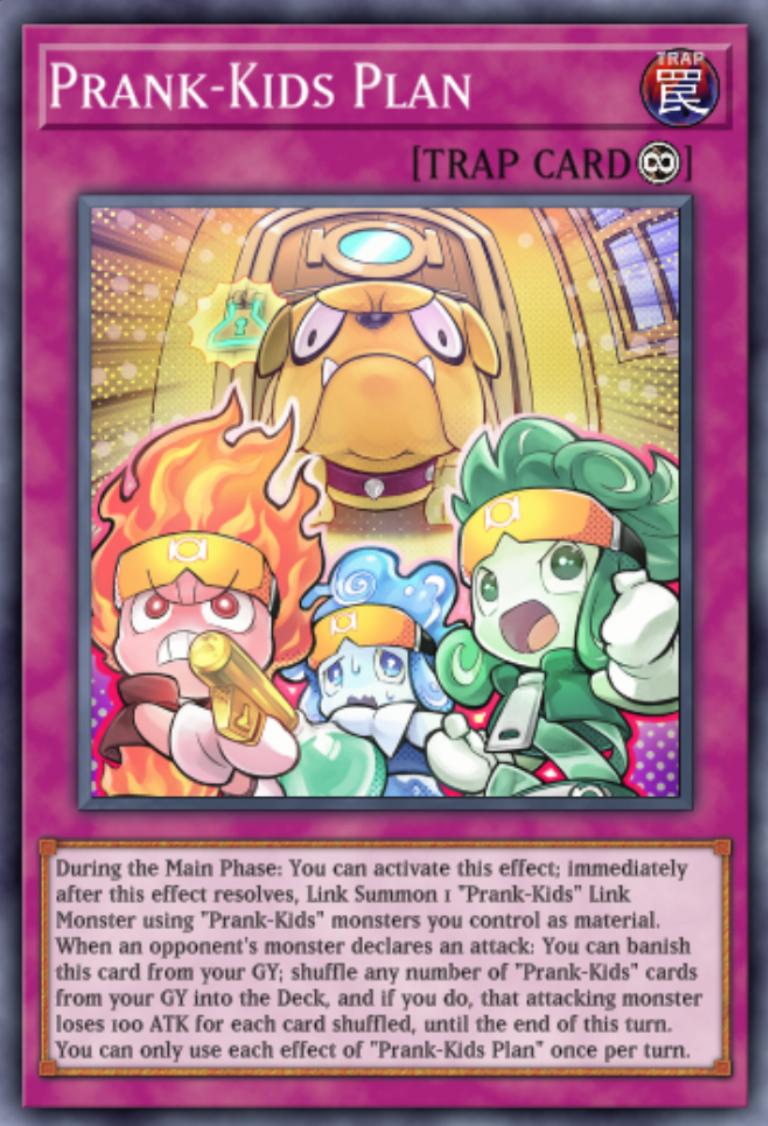 Prank-Kids Plan
TRAP
罠
[TRAP CARD♾]
During the Main Phase: You can activate this effect; immediately
after this effect resolves, Link Summon 1 "Prank-Kids" Link
Monster using "Prank-Kids" monsters you control as material.
When an opponent's monster declares an attack: You can banish
this card from your GY; shuffle any number of "Prank-Kids" cards
from your GY into the Deck, and if you do, that attacking monster
loses 100 ATK for each card shuffled, until the end of this turn.
You can only use each effect of "Prank-Kids Plan" once per turn.